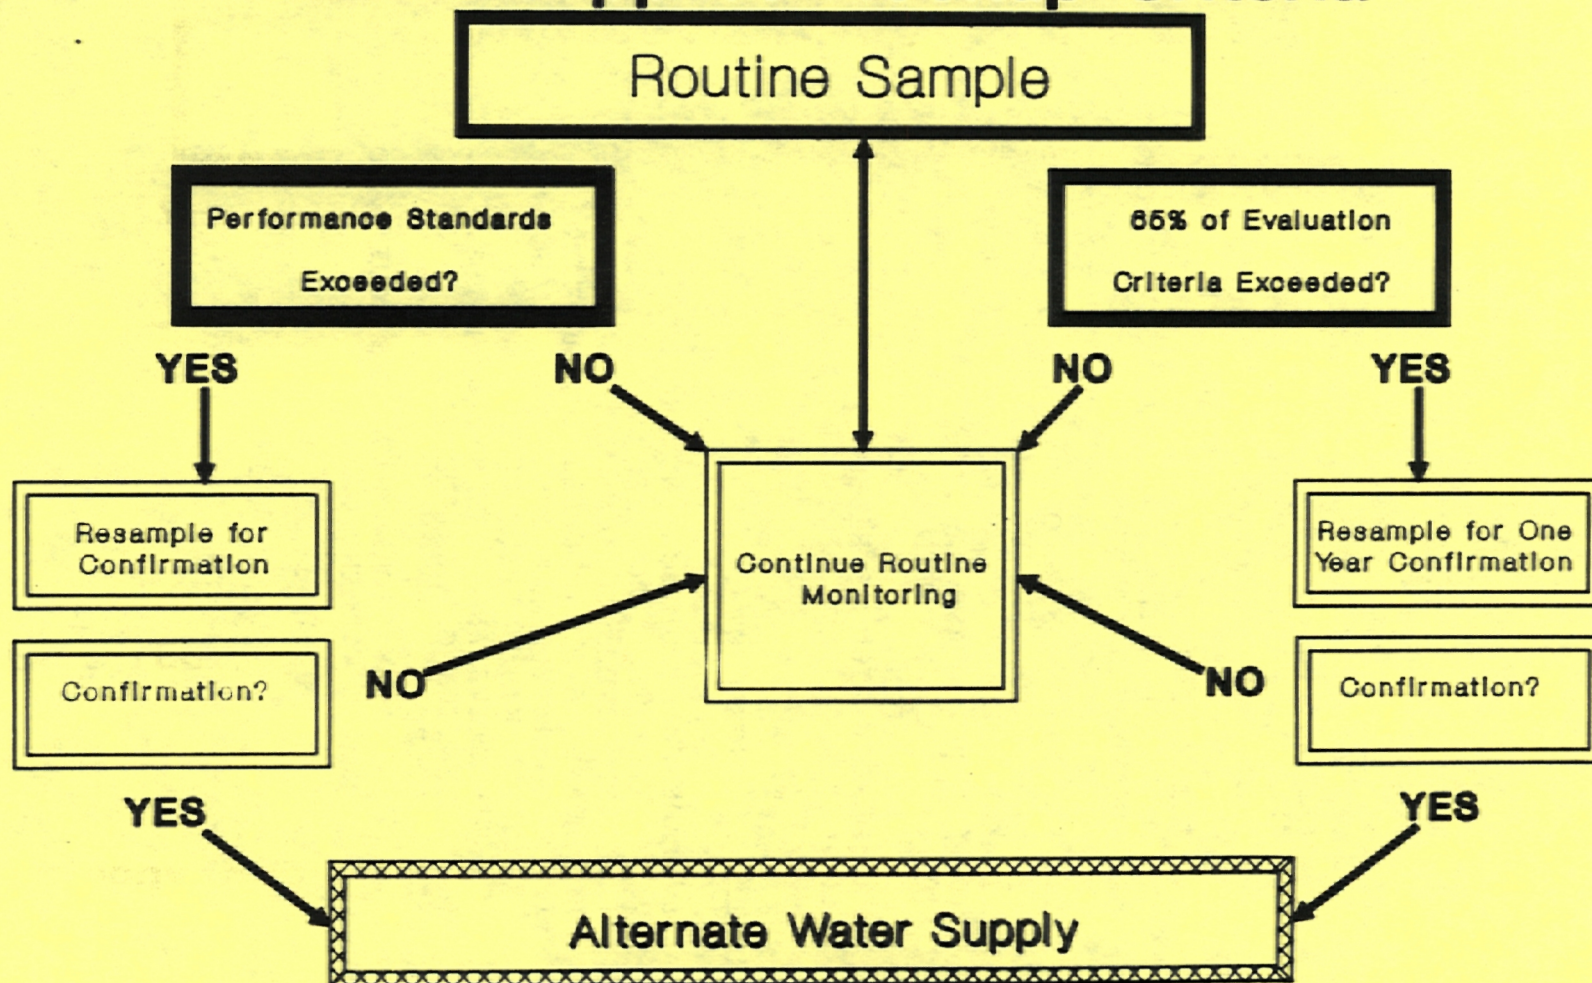 Routine Sample
Performance Standards
Exceeded?
65% of Evaluation
Criteria Exceeded?
YES
NO
NO
YES
Resample for
Confirmation
Continue Routine
Monitoring
Resample for One
Year Confirmation
Confirmation?
NO
NO
Confirmation?
YES
YES
Alternate Water Supply